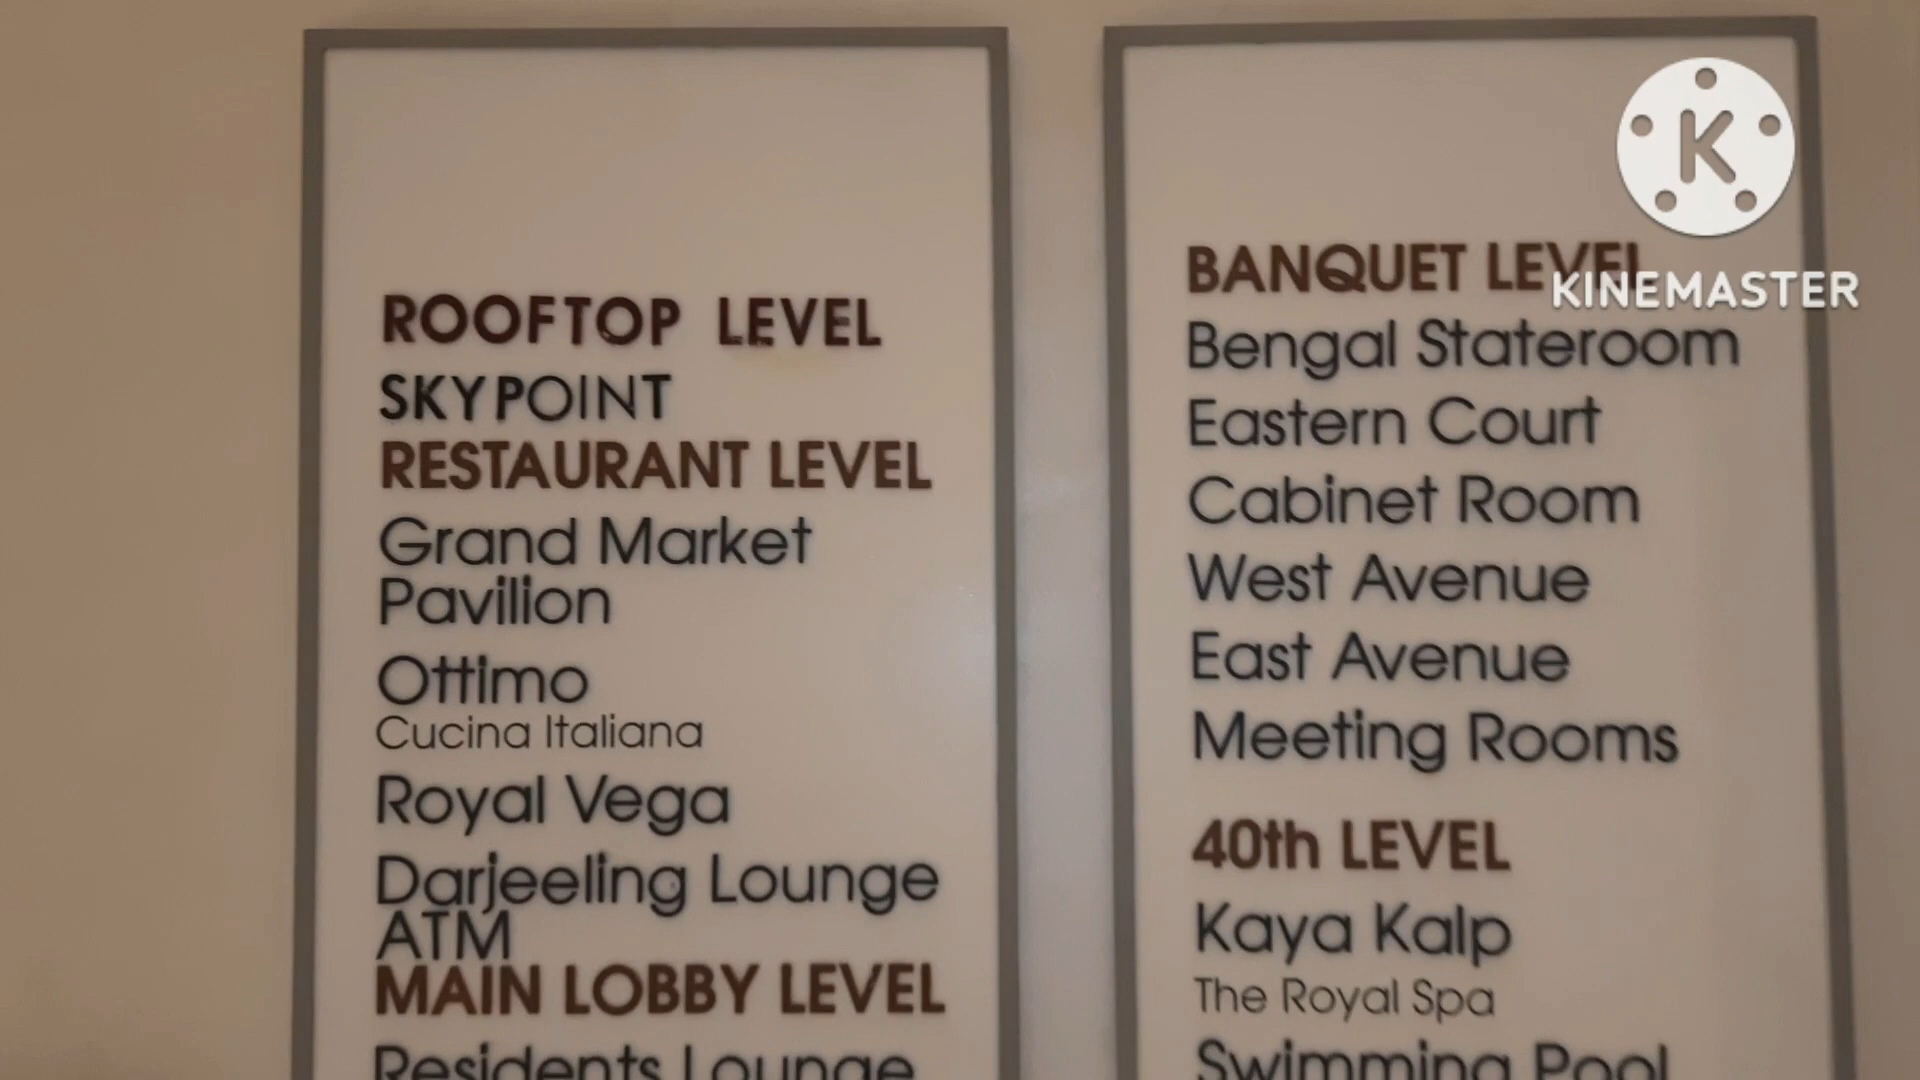 ROOFTOP LEVEL
SKYPOINT
RESTAURANT LEVEL
Grand Market
Pavilion
Ottimo
Cucina Italiana
Royal Vega
Darjeeling Lounge
ATM
MAIN LOBBY LEVEL
Residents Lounge
BANQUET LEVEL
Bengal Stateroom
Eastern Court
Cabinet Room
West Avenue
East Avenue
Meeting Rooms
40th LEVEL
Kaya Kalp
The Royal Spa
Swimming Pool
K
KINEMASTER